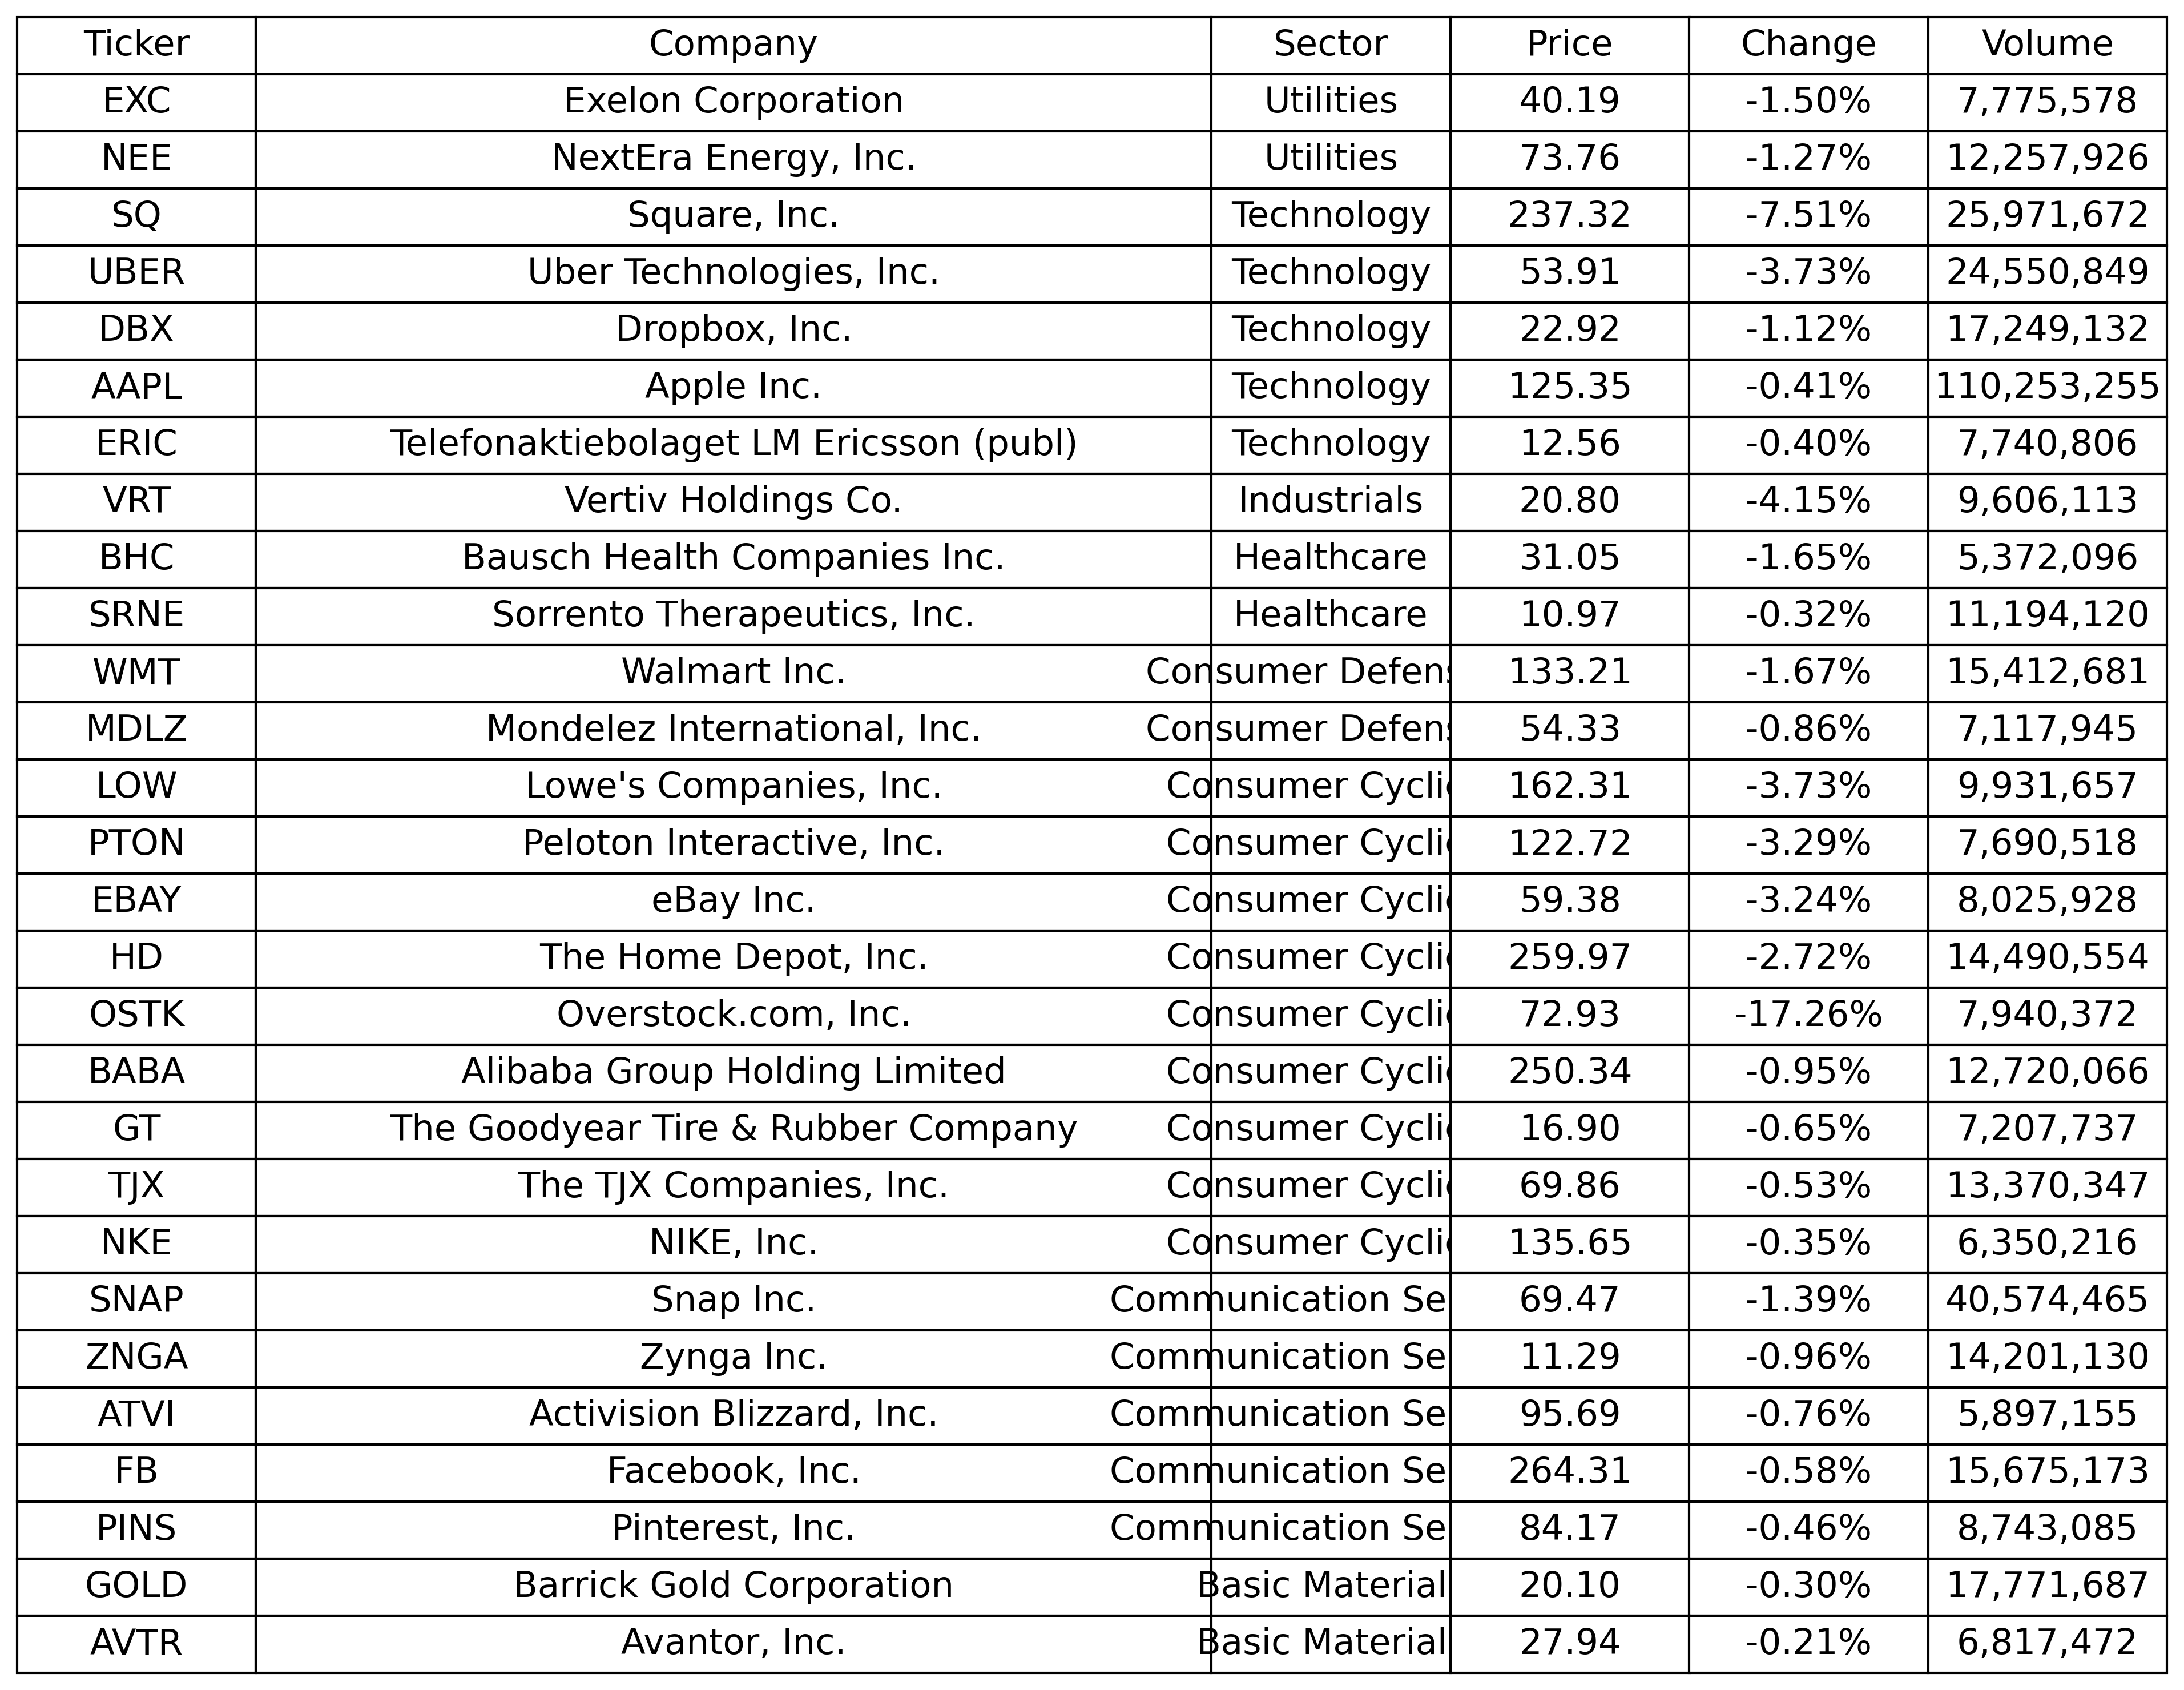 Ticker Company Sector Price Change Volume
EXC Exelon Corporation Utilities 40.19 -1.50% 7,775,578
NEE NextEra Energy, Inc. Utilities 73.76 -1.27% 12,257,926
SQ Square, Inc. Technology 237.32 -7.51% 25,971,672
UBER Uber Technologies, Inc. Technology 53.91 -3.73% 24,550,849
DBX Dropbox, Inc. Technology 22.92 -1.12% 17,249,132
AAPL Apple Inc. Technology 125.35 -0.41% 110,253,255
ERIC Telefonaktiebolaget LM Ericsson (publ) Technology 12.56 -0.40% 7,740,806
VRT Vertiv Holdings Co. Industrials 20.80 -4.15% 9,606,113
BHC Bausch Health Companies Inc. Healthcare 31.05 -1.65% 5,372,096
SRNE Sorrento Therapeutics, Inc. Healthcare 10.97 -0.32% 11,194,120
WMT Walmart Inc. Consumer Defens 133.21 -1.67% 15,412,681
MDLZ Mondelez International, Inc. Consumer Defens 54.33 -0.86% 7,117,945
LOW Lowe's Companies, Inc. Consumer Cyclic 162.31 -3.73% 9,931,657
PTON Peloton Interactive, Inc. Consumer Cyclic 122.72 -3.29% 7,690,518
EBAY eBay Inc. Consumer Cyclic 59.38 -3.24% 8,025,928
HD The Home Depot, Inc. Consumer Cyclic 259.97 -2.72% 14,490,554
OSTK Overstock.com, Inc. Consumer Cyclic 72.93 -17.26% 7,940,372
BABA Alibaba Group Holding Limited Consumer Cyclic 250.34 -0.95% 12,720,066
GT The Goodyear Tire & Rubber Company Consumer Cyclic 16.90 -0.65% 7,207,737
TJX The TJX Companies, Inc. Consumer Cyclic 69.86 -0.53% 13,370,347
NKE NIKE, Inc. Consumer Cyclic 135.65 -0.35% 6,350,216
SNAP Snap Inc. Communication Se 69.47 -1.39% 40,574,465
ZNGA Zynga Inc. Communication Se 11.29 -0.96% 14,201,130
ATVI Activision Blizzard, Inc. Communication Se 95.69 -0.76% 5,897,155
FB Facebook, Inc. Communication Se 264.31 -0.58% 15,675,173
PINS Pinterest, Inc. Communication Se 84.17 -0.46% 8,743,085
GOLD Barrick Gold Corporation Basic Material 20.10 -0.30% 17,771,687
AVTR Avantor, Inc. Basic Material 27.94 -0.21% 6,817,472